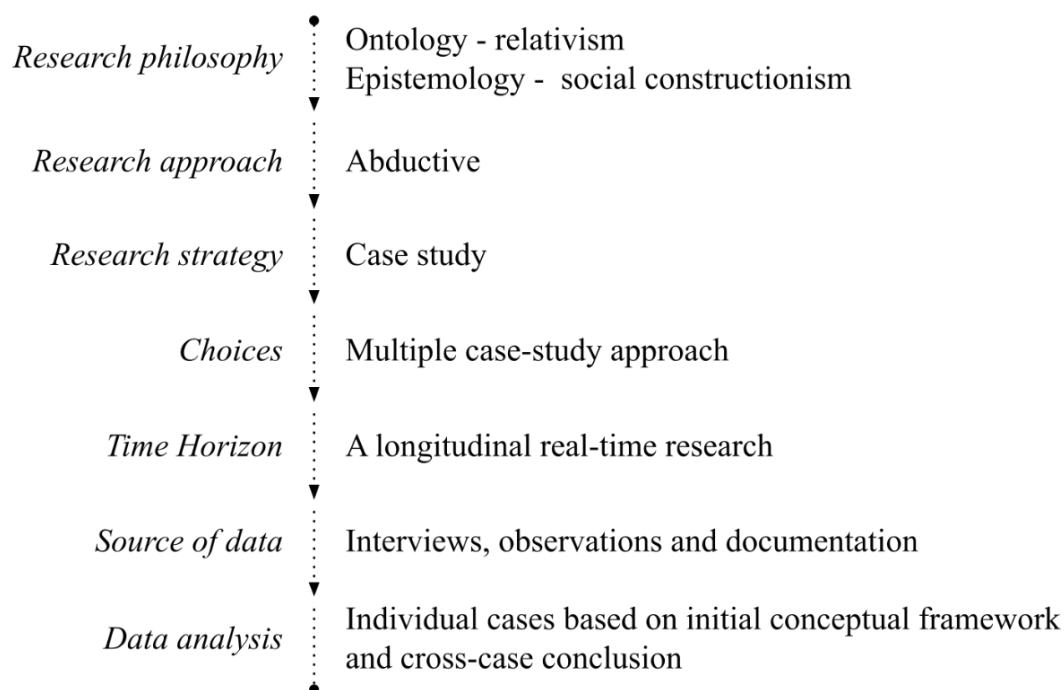 Research philosophy
Ontology - relativism
Epistemology -  social constructionism
Research approach
Abductive
Research strategy
Case study
Choices
Multiple case-study approach
Time Horizon
A longitudinal real-time research
Source of data
Interviews, observations and documentation
Data analysis
Individual cases based on initial conceptual framework
and cross-case conclusion